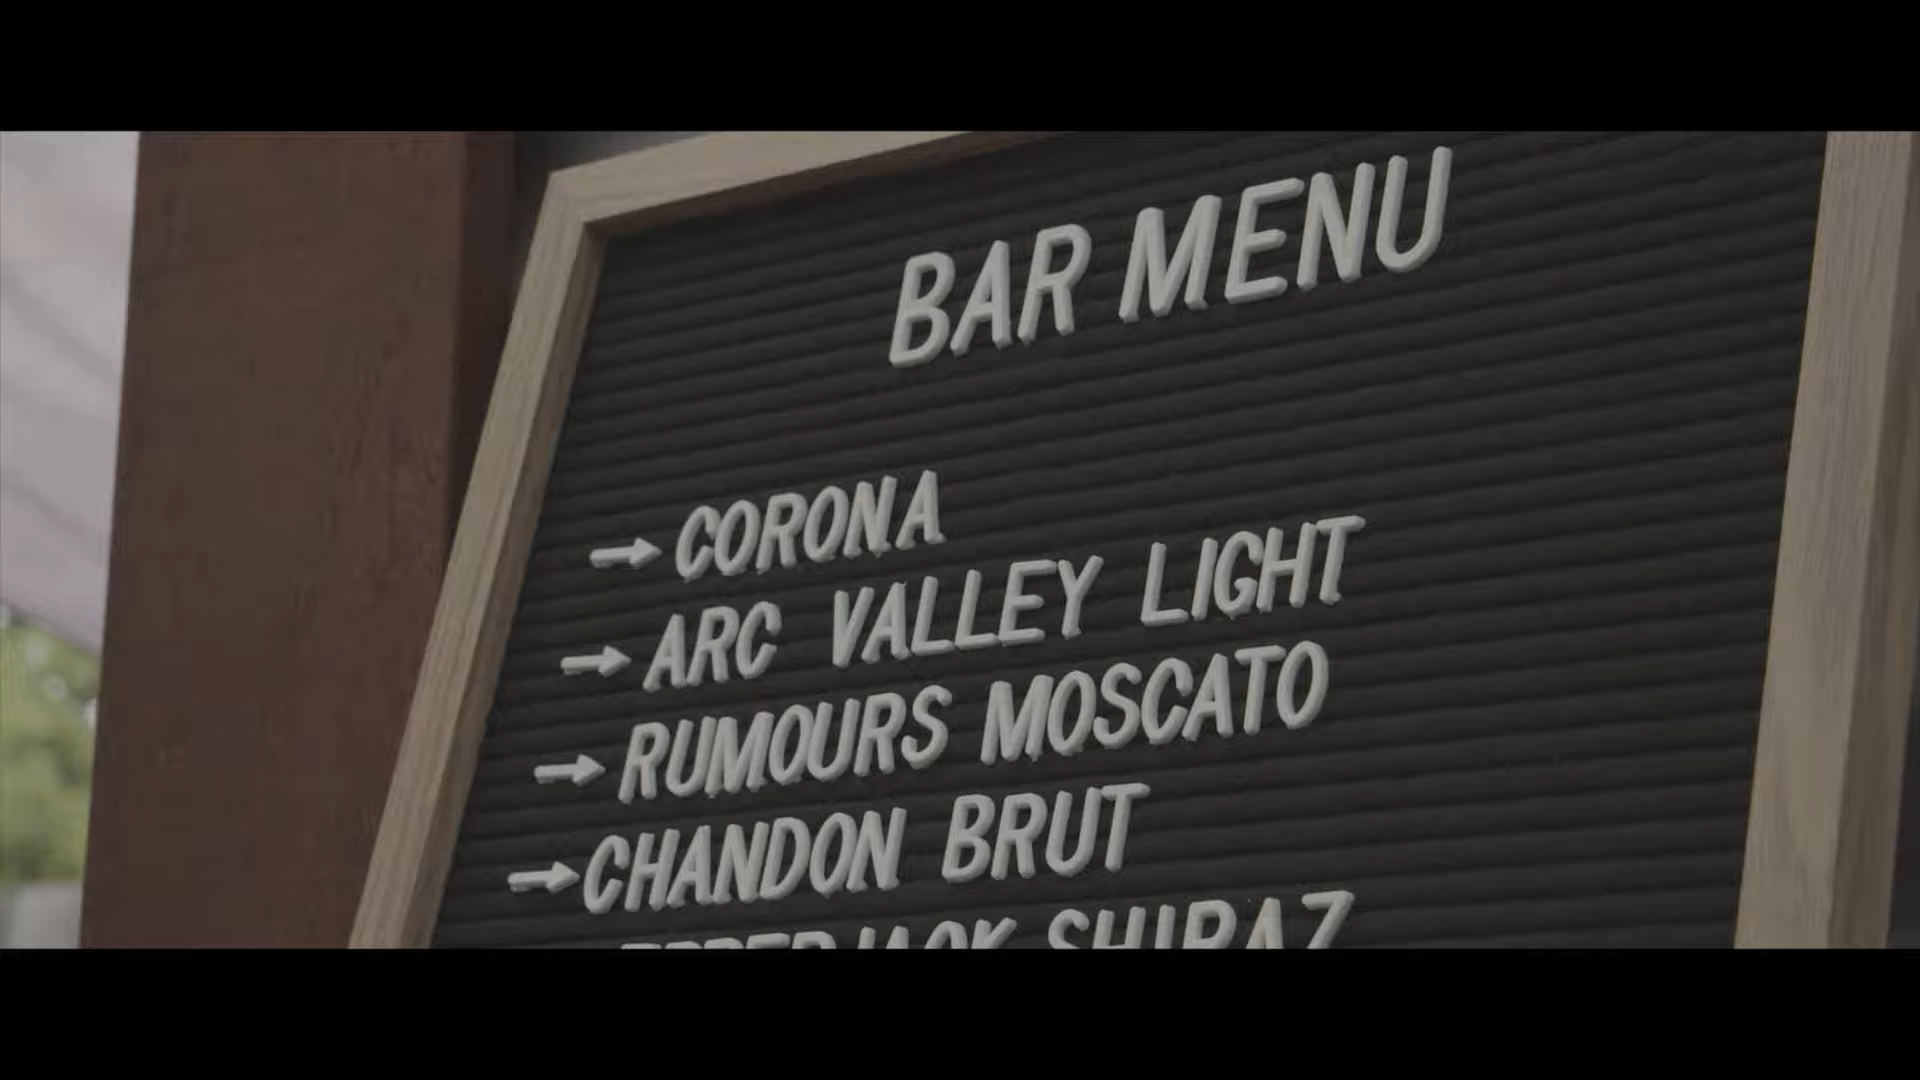 BAR MENU
→ CORONA
→ ARC VALLEY LIGHT
→ RUMOURS MOSCATO
→ CHANDON BRUT
SHIRAZ